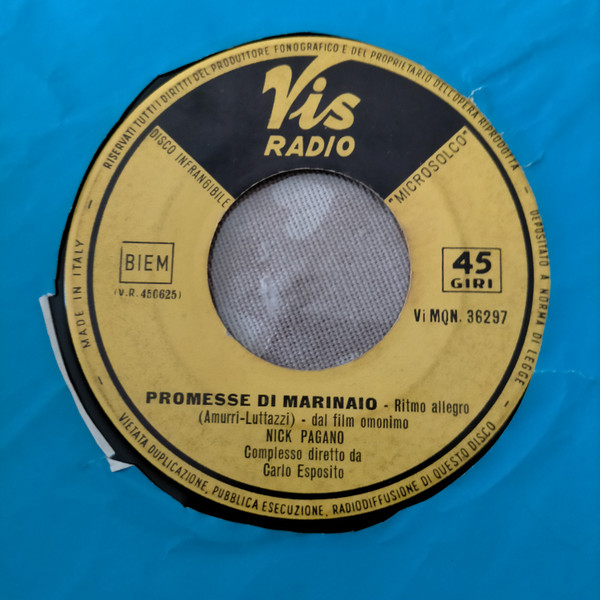 RISERVATI TUTTI I DIRITTI DEL PRODUTTORE FONOGRAFICO E DEL PROPRIETARIO DELL'OPERA RIPRODOTTA -
DEPOSITATO A NORMA DI LEGGE
Vis
RADIO
DISCO INFRANGIBILE
"MICROSOLCO"
MADE IN ITALY -
BIEM
(V.R. 450625)
45
GIRI
Vi MQN. 36297
PROMESSE DI MARINAIO - Ritmo allegro
(Amurri-Luttazzi) - dal film omonimo
NICK PAGANO
Complesso diretto da
Carlo Esposito
VIETATA DUPLICAZIONE, PUBBLICA ESECUZIONE, RADIODIFFUSIONE DI QUESTO DISCO